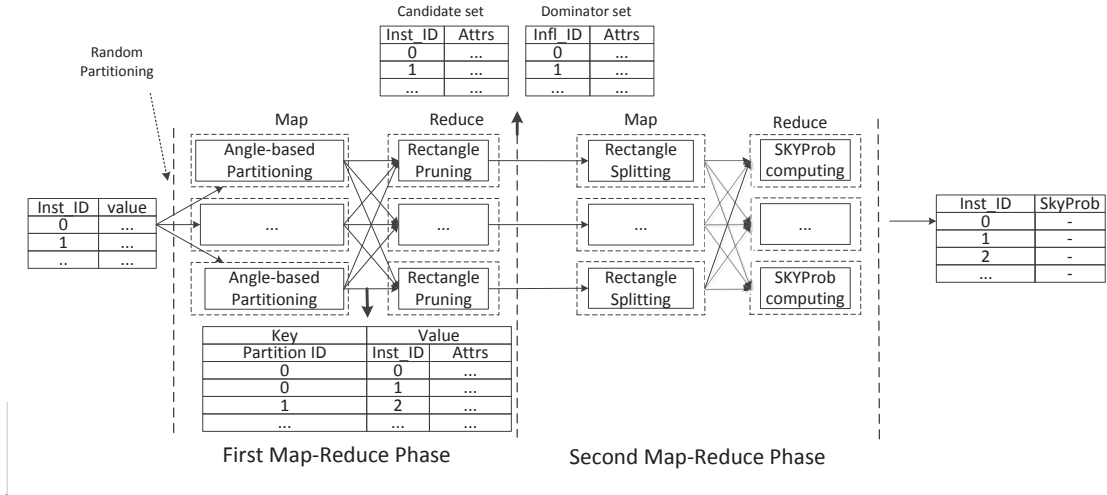 Candidate set Dominator set
Inst_ID Attrs Infl_ID Attrs
0 ... 0 ...
1 ... 1 ...
... ... ... ...
Random
Partitioning
Map Reduce Map Reduce
Angle-based
Partitioning
Rectangle
Pruning
Rectangle
Splitting
SKYProb
computing
Inst_ID value
0 ...
1 ...
.. ...
... ... ... ...
Inst_ID SkyProb
0 -
1 -
2 -
... -
Angle-based
Partitioning
Rectangle
Pruning
Rectangle
Splitting
SKYProb
computing
Key Value
Partition ID Inst_ID Attrs
0 0 ...
0 1 ...
1 2 ...
... ... ...
First Map-Reduce Phase Second Map-Reduce Phase